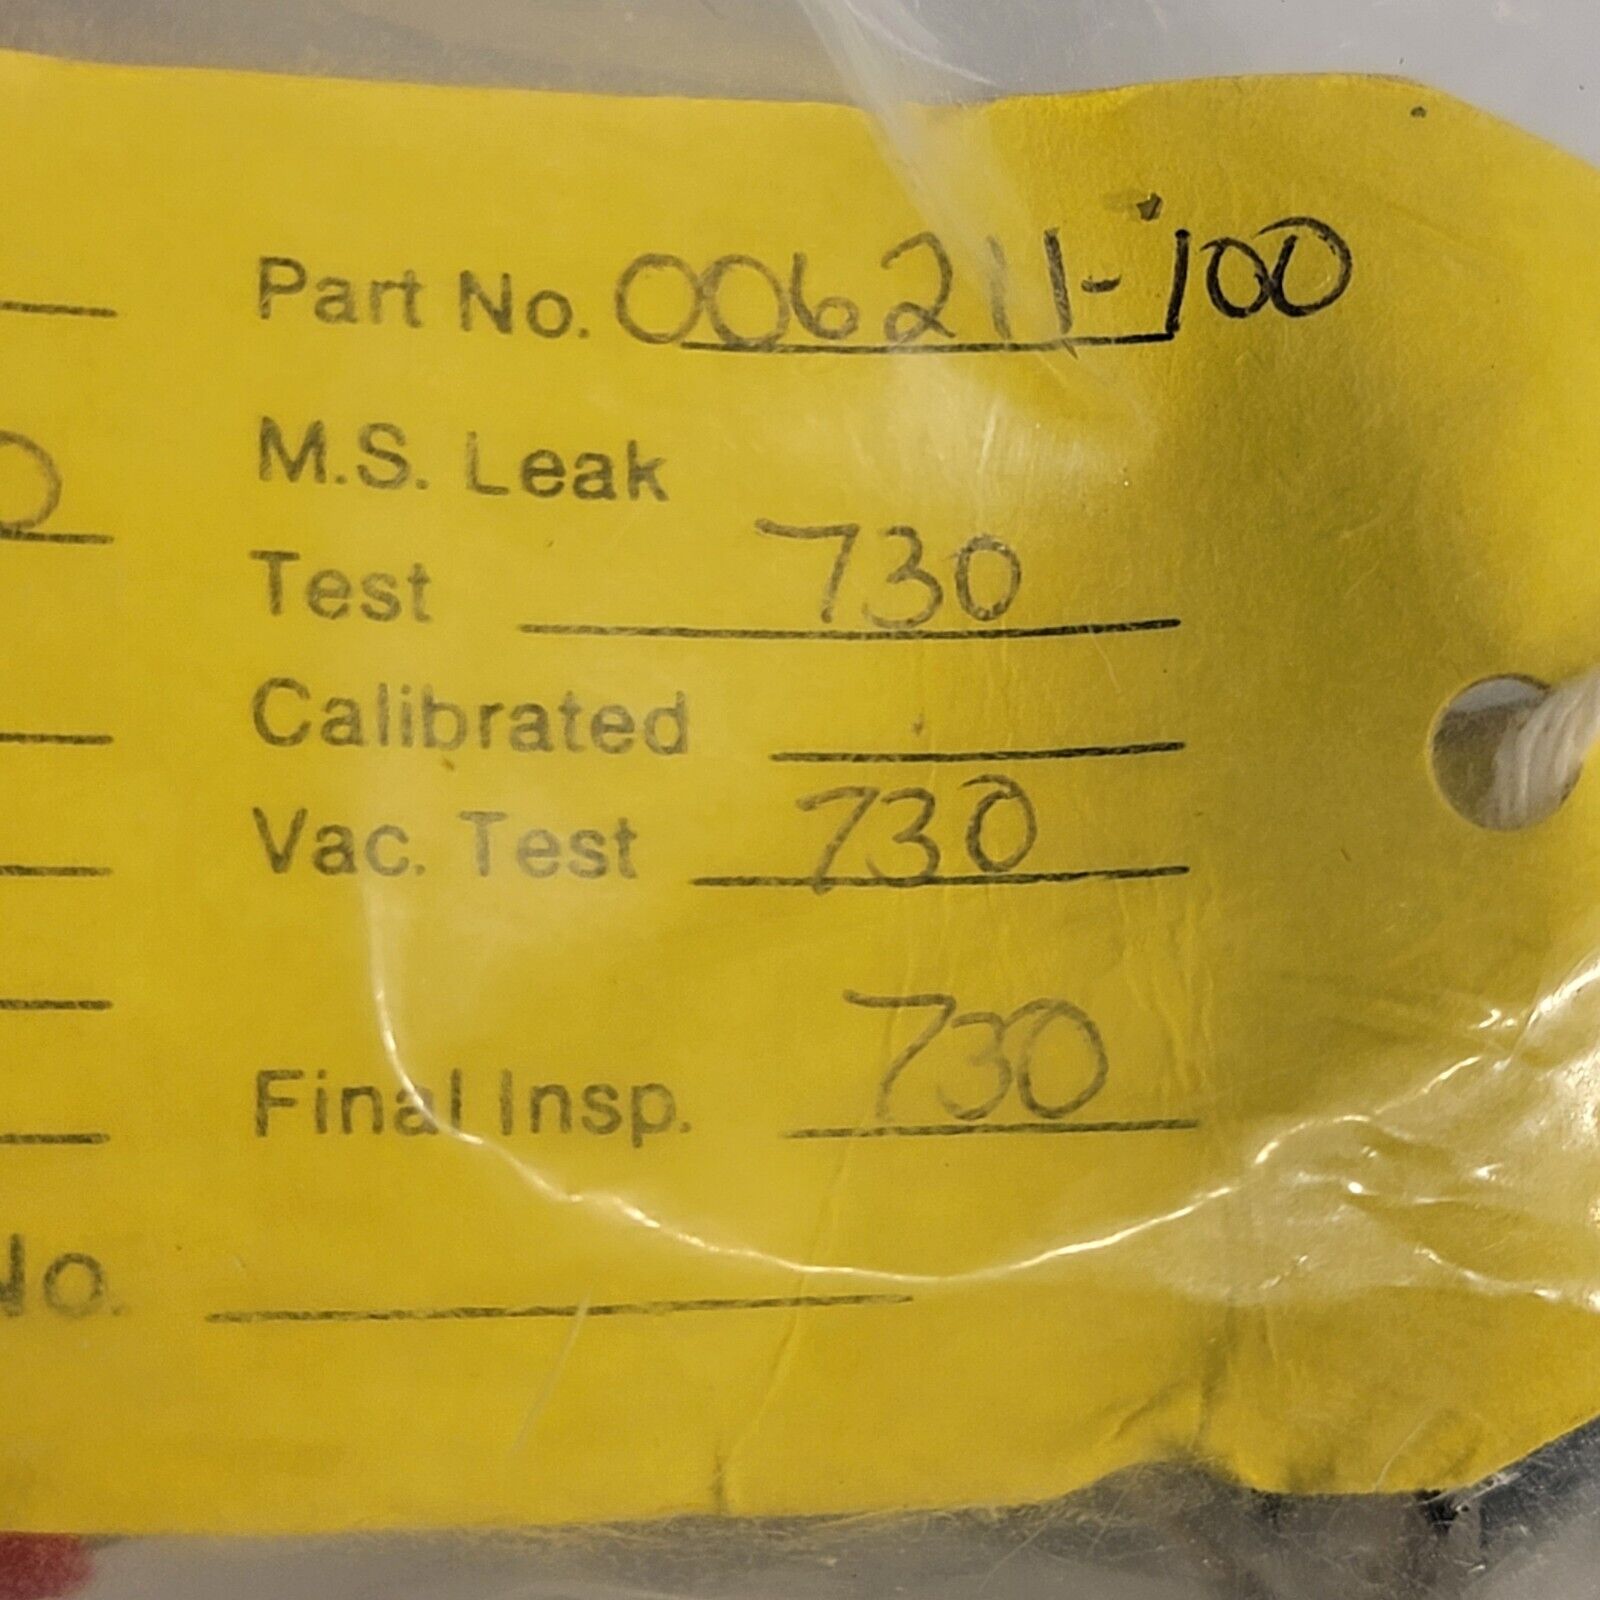 Part No. 006211-100
M.S. Leak
Test 730
Calibrated
Vac. Test 730
Final Insp. 730
No.